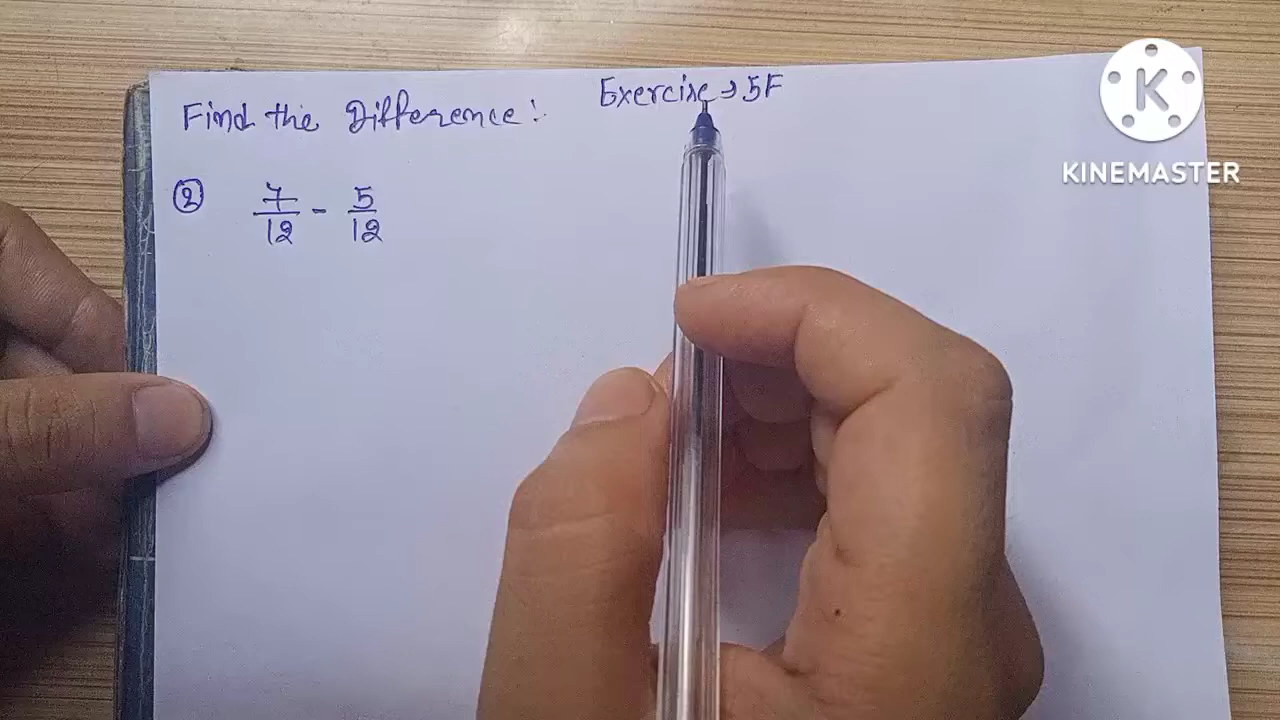 Find the Difference:
Exercise → 5F
② 7/12 - 5/12
K
KINEMASTER